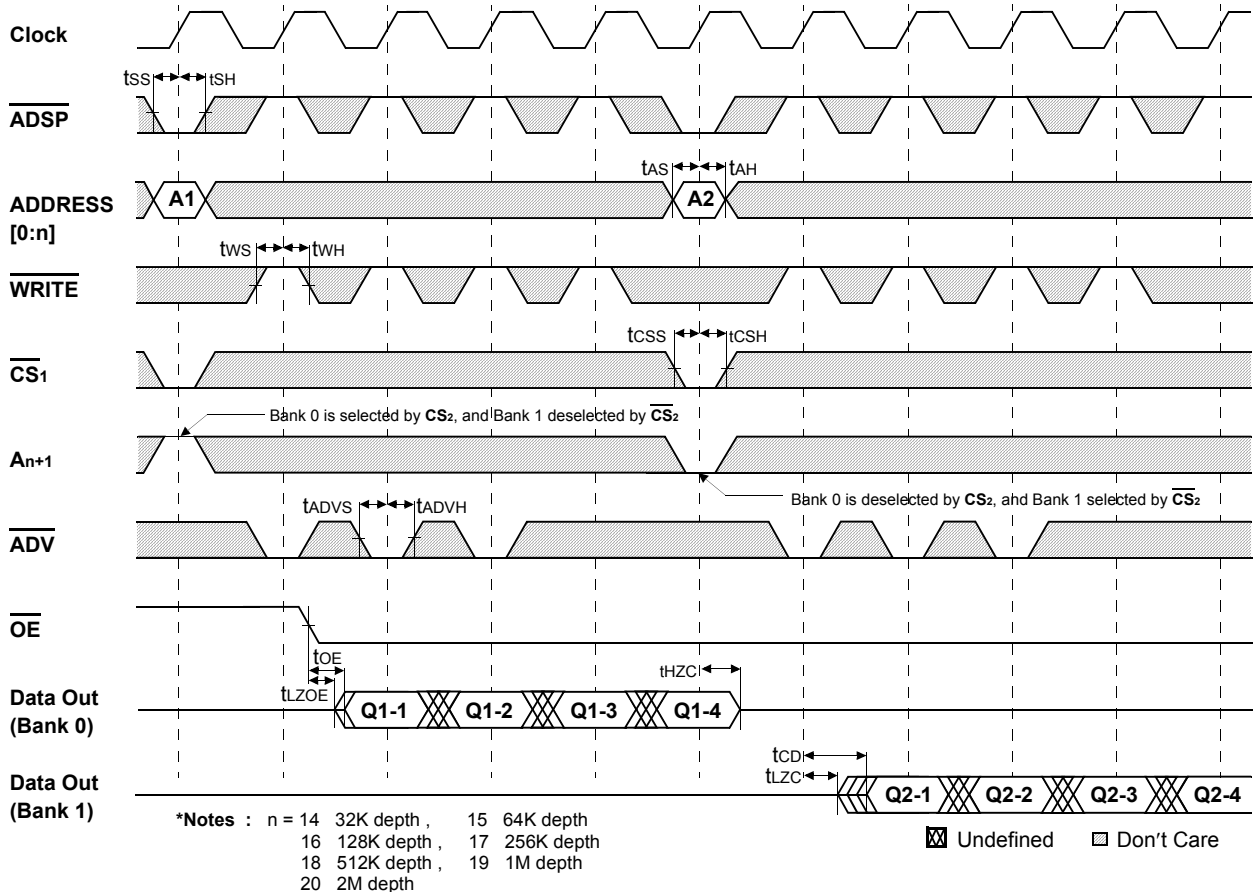 Clock
tSS tSH
ADSP
tAS tAH
ADDRESS
[0:n]
A1 A2
tWS tWH
WRITE
tCSS tCSH
CS1
Bank 0 is selected by CS2, and Bank 1 deselected by CS2
An+1
Bank 0 is deselected by CS2, and Bank 1 selected by CS2
tADVS tADVH
ADV
OE
tOE
tHZC
tLZOE
Data Out
(Bank 0)
Q1-1 Q1-2 Q1-3 Q1-4
tCD
tLZC
Data Out
(Bank 1)
Q2-1 Q2-2 Q2-3 Q2-4
*Notes : n = 14 32K depth , 15 64K depth
16 128K depth , 17 256K depth
18 512K depth , 19 1M depth
20 2M depth
Undefined Don't Care